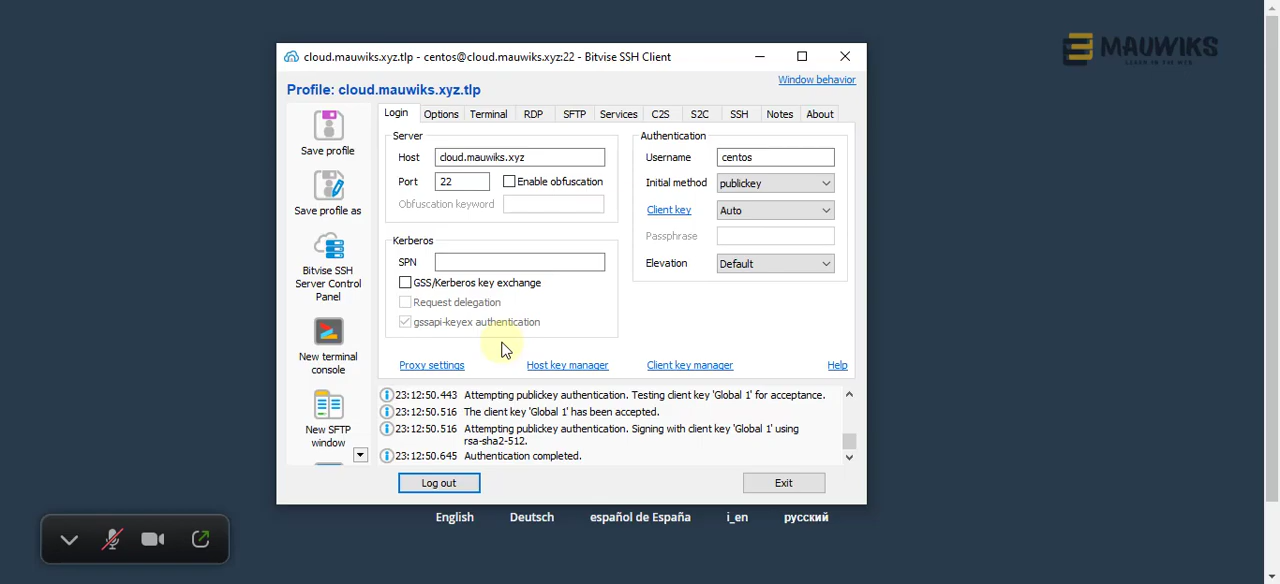 MAUWIKS
LEARN IN THE WEB
cloud.mauwiks.xyz.tlp - centos@cloud.mauwiks.xyz:22 - Bitvise SSH Client
Window behavior
Profile: cloud.mauwiks.xyz.tlp
Login Options Terminal RDP SFTP Services C2S S2C SSH Notes About
Save profile
Save profile as
Bitvise SSH
Server Control
Panel
New terminal
console
New SFTP
window
Server
Host cloud.mauwiks.xyz
Port 22 Enable obfuscation
Obfuscation keyword
Kerberos
SPN
GSS/Kerberos key exchange
Request delegation
gssapi-keyex authentication
Authentication
Username centos
Initial method publickey
Client key Auto
Passphrase
Elevation Default
Proxy settings Host key manager Client key manager Help
23:12:50.443 Attempting publickey authentication. Testing client key 'Global 1' for acceptance.
23:12:50.516 The client key 'Global 1' has been accepted.
23:12:50.516 Attempting publickey authentication. Signing with client key 'Global 1' using
rsa-sha2-512.
23:12:50.645 Authentication completed.
Log out Exit
English Deutsch español de España i_en русский